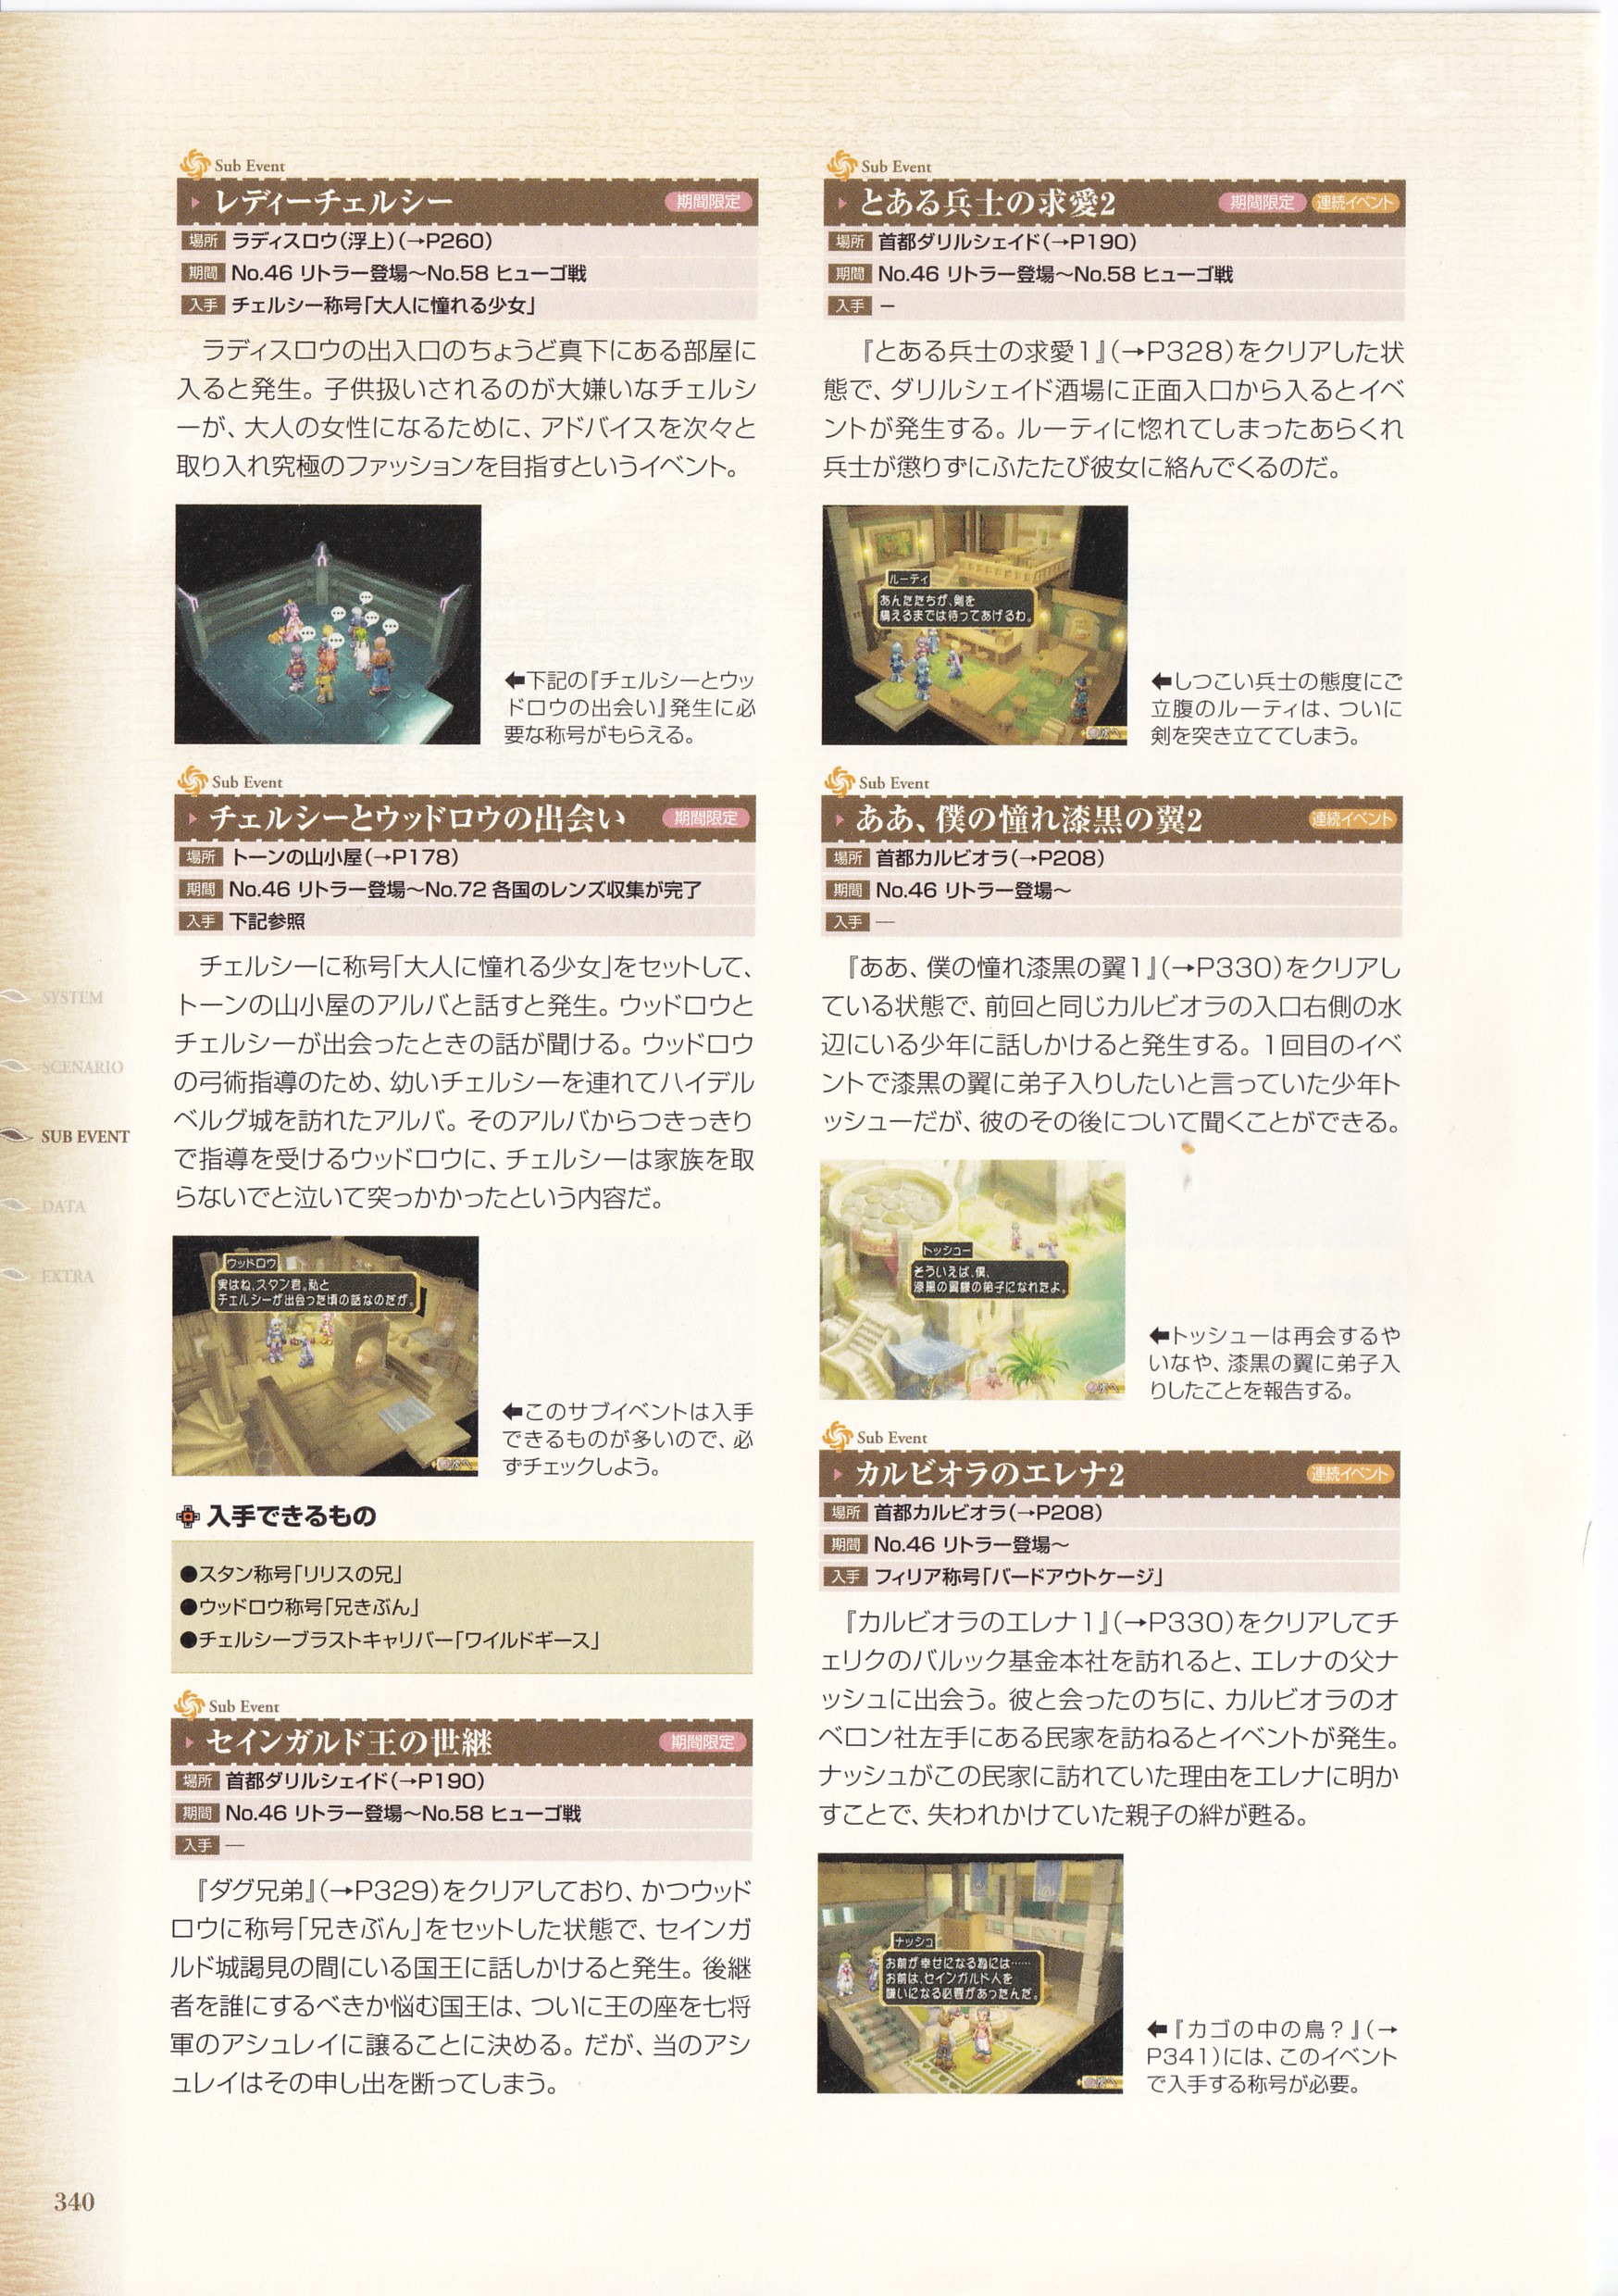 Sub Event
レディーチェルシー 期間限定
場所 ラディスロウ(浮上)(→P260)
期間 No.46 リトラー登場~No.58 ヒューゴ戦
入手 チェルシー称号「大人に憧れる少女」
ラディスロウの出入口のちょうど真下にある部屋に
入ると発生。子供扱いされるのが大嫌いなチェルシ
ーが、大人の女性になるために、アドバイスを次々と
取り入れ究極のファッションを目指すというイベント。
←下記の『チェルシーとウッ
ドロウの出会い』発生に必
要な称号がもらえる。
Sub Event
チェルシーとウッドロウの出会い 期間限定
場所 トーンの山小屋(→P178)
期間 No.46 リトラー登場~No.72 各国のレンズ収集が完了
入手 下記参照
チェルシーに称号「大人に憧れる少女」をセットして、
トーンの山小屋のアルバと話すと発生。ウッドロウと
チェルシーが出会ったときの話が聞ける。ウッドロウ
の弓術指導のため、幼いチェルシーを連れてハイデル
ベルグ城を訪れたアルバ。そのアルバからつきっきり
で指導を受けるウッドロウに、チェルシーは家族を取
らないでと泣いて突っかかったという内容だ。
ウッドロウ
実はね、スタン君。私と
チェルシーが出会った頃の話なのだが。
次へ
←このサブイベントは入手
できるものが多いので、必
ずチェックしよう。
入手できるもの
●スタン称号「リリスの兄」
●ウッドロウ称号「兄きぶん」
●チェルシーブラストキャリバー「ワイルドギース」
Sub Event
セインガルド王の世継 期間限定
場所 首都ダリルシェイド(→P190)
期間 No.46 リトラー登場~No.58 ヒューゴ戦
入手 ―
『ダグ兄弟』(→P329)をクリアしており、かつウッド
ロウに称号「兄きぶん」をセットした状態で、セインガ
ルド城謁見の間にいる国王に話しかけると発生。後継
者を誰にするべきか悩む国王は、ついに王の座を七将
軍のアシュレイに譲ることに決める。だが、当のアシ
ュレイはその申し出を断ってしまう。
Sub Event
とある兵士の求愛2 期間限定 連続イベント
場所 首都ダリルシェイド(→P190)
期間 No.46 リトラー登場~No.58 ヒューゴ戦
入手 ―
『とある兵士の求愛1』(→P328)をクリアした状
態で、ダリルシェイド酒場に正面入口から入るとイベ
ントが発生する。ルーティに惚れてしまったあらくれ
兵士が懲りずにふたたび彼女に絡んでくるのだ。
ルーティ
あんたたちが、剣を
構えるまでは待ってあげるわ。
次へ
←しつこい兵士の態度にご
立腹のルーティは、ついに
剣を突き立ててしまう。
Sub Event
ああ、僕の憧れ漆黒の翼2 連続イベント
場所 首都カルビオラ(→P208)
期間 No.46 リトラー登場~
入手 ―
『ああ、僕の憧れ漆黒の翼1』(→P330)をクリアし
ている状態で、前回と同じカルビオラの入口右側の水
辺にいる少年に話しかけると発生する。1回目のイベ
ントで漆黒の翼に弟子入りしたいと言っていた少年ト
ッシューだが、彼のその後について聞くことができる。
トッシュー
そういえば、僕、
漆黒の翼様の弟子になれたよ。
次へ
←トッシューは再会するや
いなや、漆黒の翼に弟子入
りしたことを報告する。
Sub Event
カルビオラのエレナ2 連続イベント
場所 首都カルビオラ(→P208)
期間 No.46 リトラー登場~
入手 フィリア称号「バードアウトケージ」
『カルビオラのエレナ1』(→P330)をクリアしてチ
ェリクのバルック基金本社を訪れると、エレナの父ナ
ッシュに出会う。彼と会ったのちに、カルビオラのオ
ベロン社左手にある民家を訪ねるとイベントが発生。
ナッシュがこの民家に訪れていた理由をエレナに明か
すことで、失われかけていた親子の絆が甦る。
ナッシュ
お前が幸せになる為には……
お前は、セインガルド人を
嫌いになる必要があったんだ。
次へ
←『カゴの中の鳥?』(→
P341)には、このイベント
で入手する称号が必要。
SYSTEM
SCENARIO
SUB EVENT
DATA
EXTRA
340